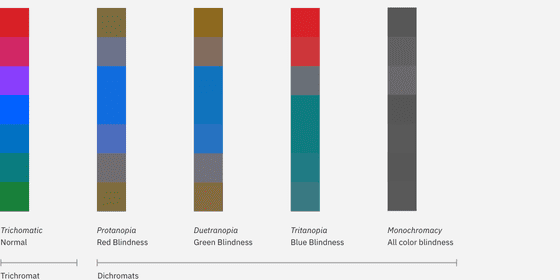 Trichomatic
Normal
Protanopia
Red Blindness
Duetranopia
Green Blindness
Tritanopia
Blue Blindness
Monochromacy
All color blindness
Trichromat
Dichromats